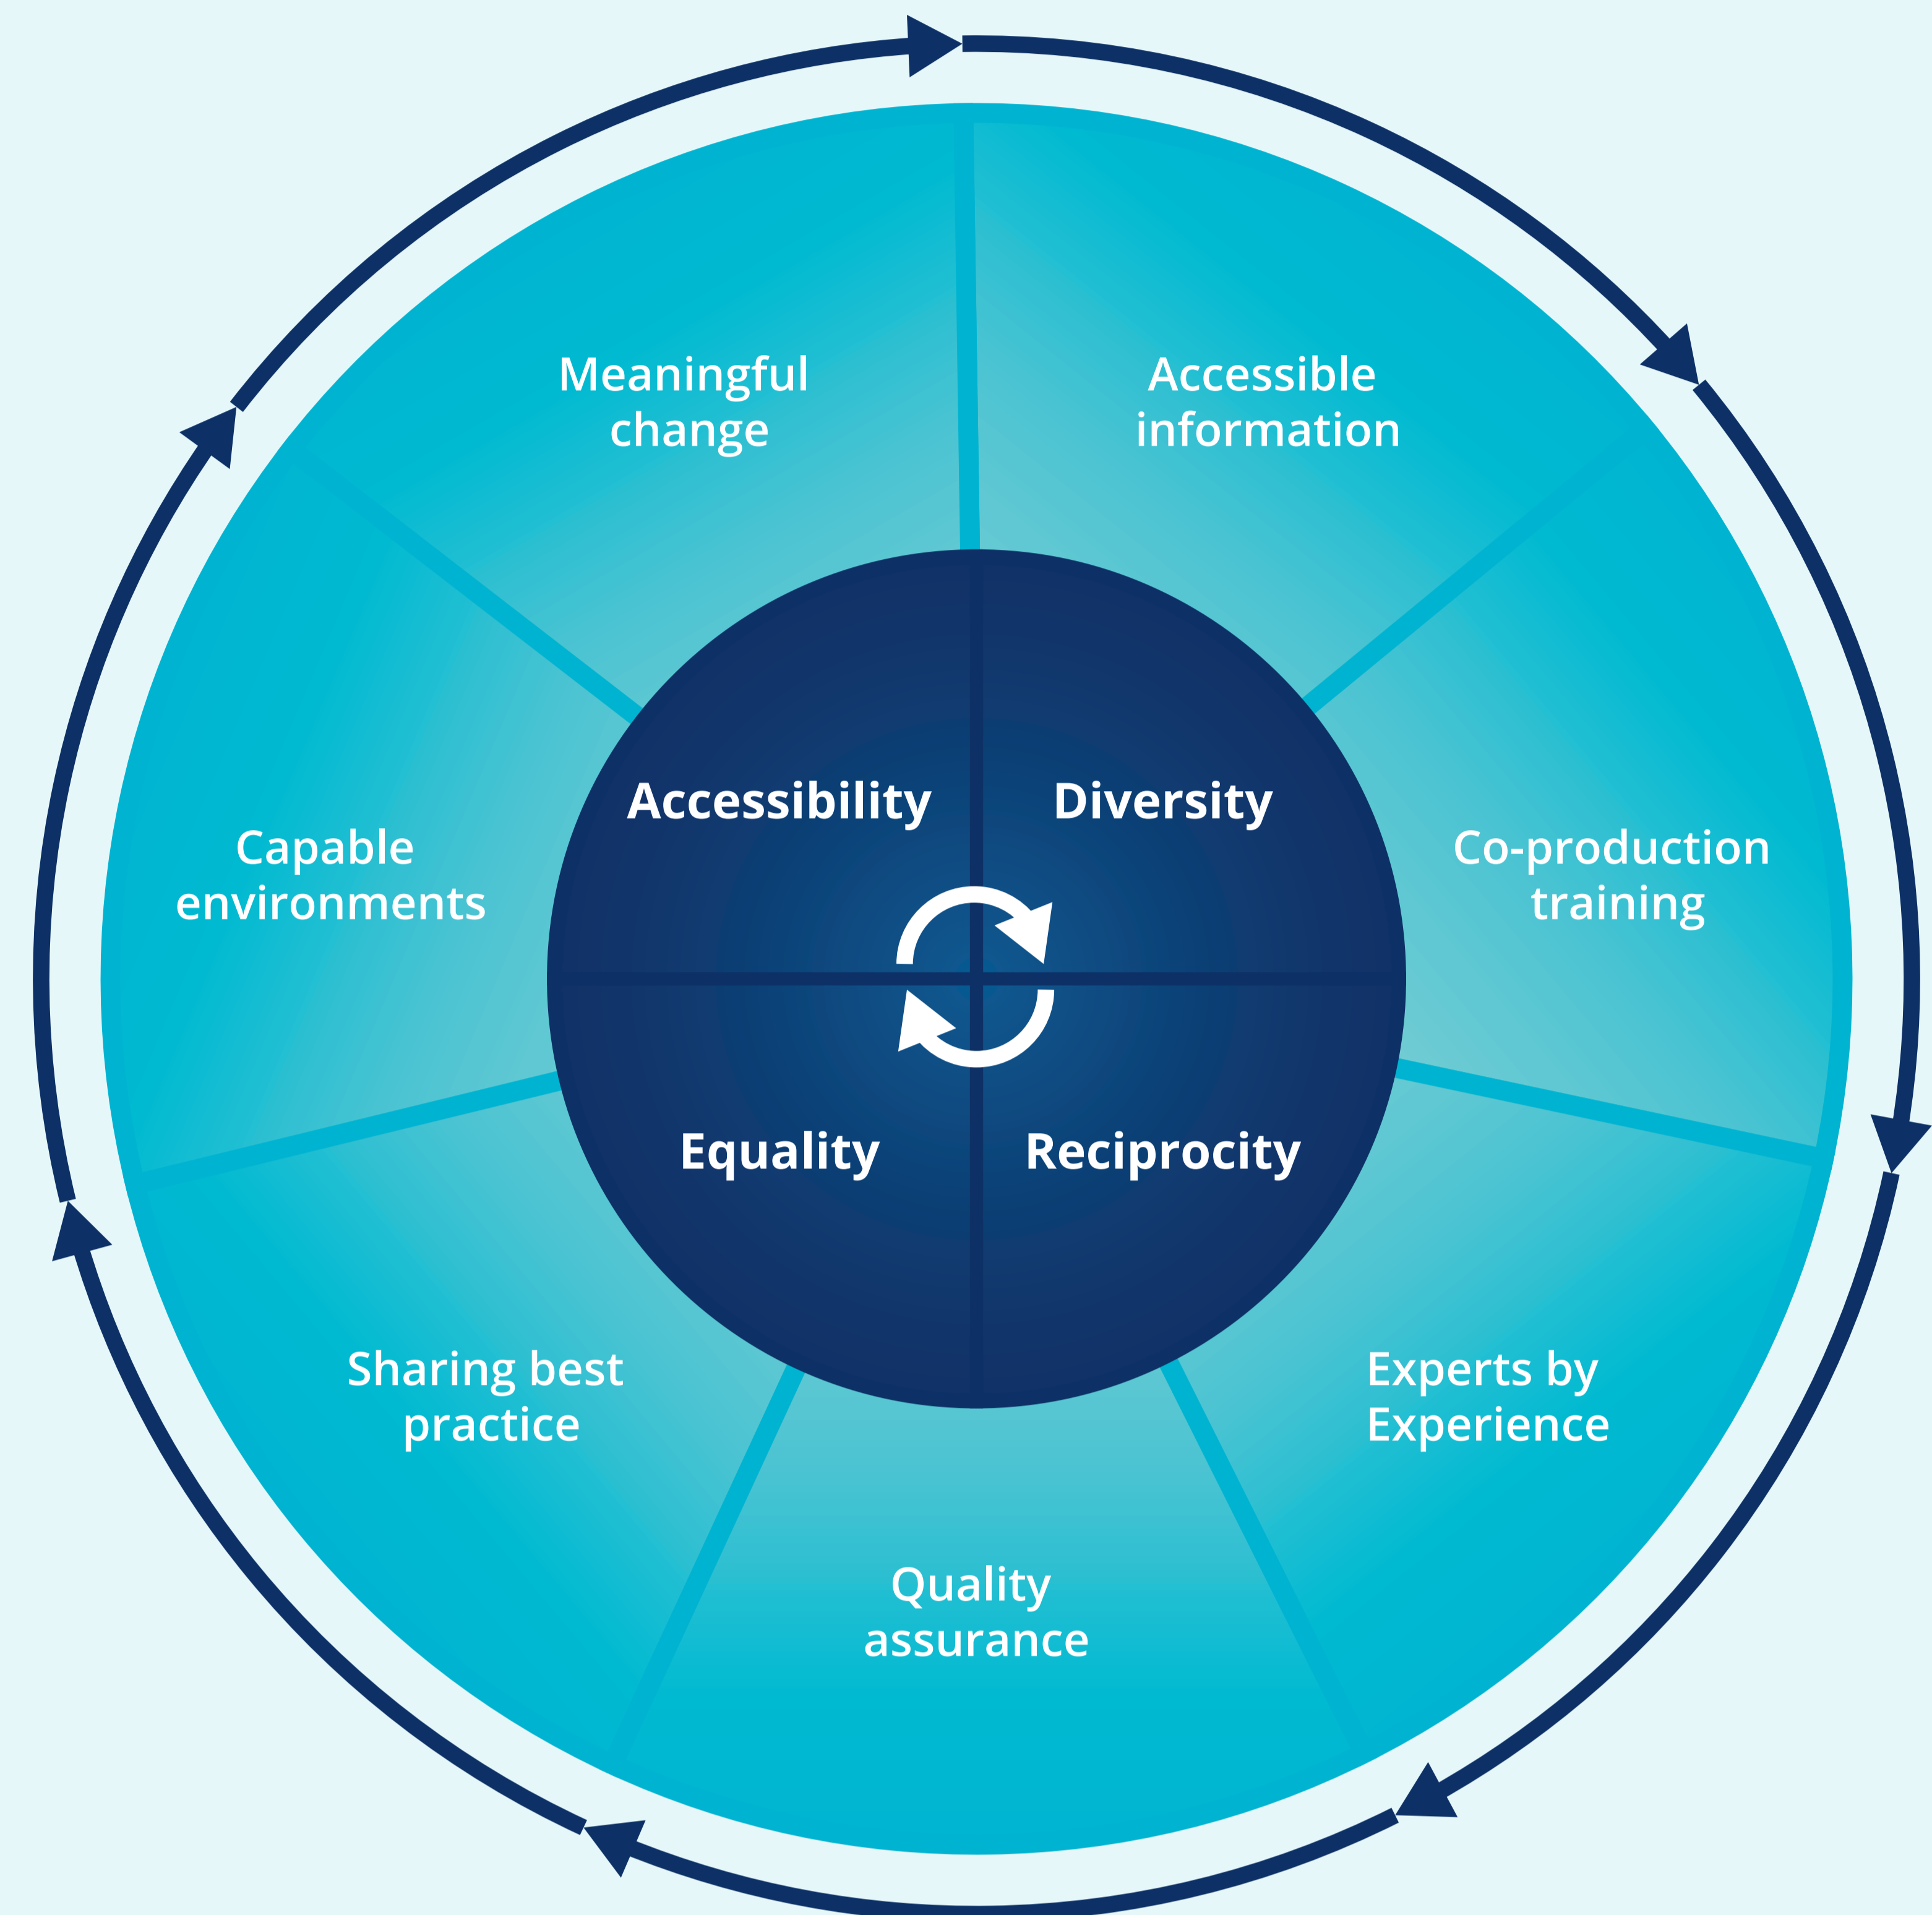 Meaningful
change
Accessible
information
Accessibility
Diversity
Capable
environments
Co-production
training
Equality
Reciprocity
Sharing best
practice
Experts by
Experience
Quality
assurance